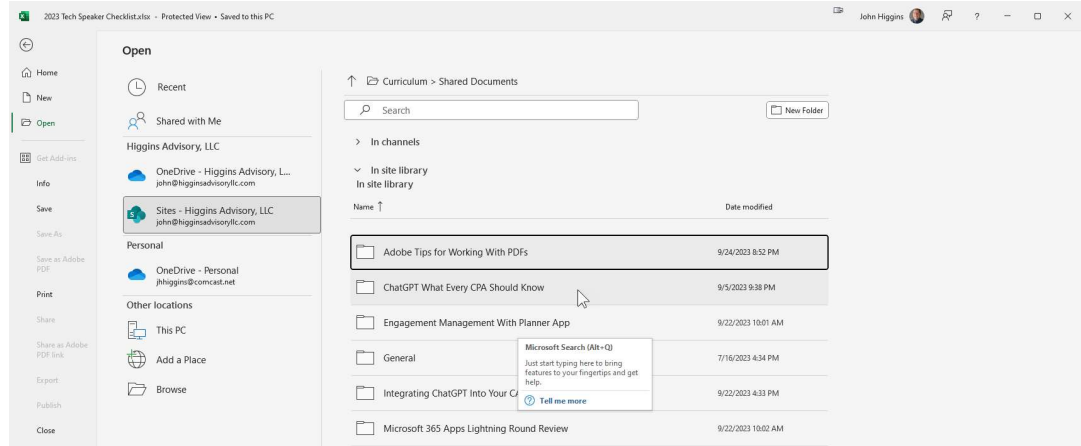 2023 Tech Speaker Checklist.xlsx - Protected View • Saved to this PC
John Higgins
?
Open
Home
New
Open
Get Add-ins
Info
Save
Save As
Save as Adobe
PDF
Print
Share
Share as Adobe
PDF link
Export
Publish
Close
Recent
Shared with Me
Higgins Advisory, LLC
OneDrive - Higgins Advisory, L...
john@higginsadvisoryllc.com
Sites - Higgins Advisory, LLC
john@higginsadvisoryllc.com
Personal
OneDrive - Personal
jhhiggins@comcast.net
Other locations
This PC
Add a Place
Browse
Curriculum > Shared Documents
Search
New Folder
In channels
In site library
In site library
Name ↑ Date modified
Adobe Tips for Working With PDFs 9/24/2023 8:52 PM
ChatGPT What Every CPA Should Know 9/5/2023 9:38 PM
Engagement Management With Planner App 9/22/2023 10:01 AM
General 7/16/2023 4:34 PM
Integrating ChatGPT Into Your 9/22/2023 4:33 PM
Microsoft 365 Apps Lightning Round Review 9/22/2023 10:02 AM
Microsoft Search (Alt+Q)
Just start typing here to bring
features to your fingertips and get
help.
Tell me more